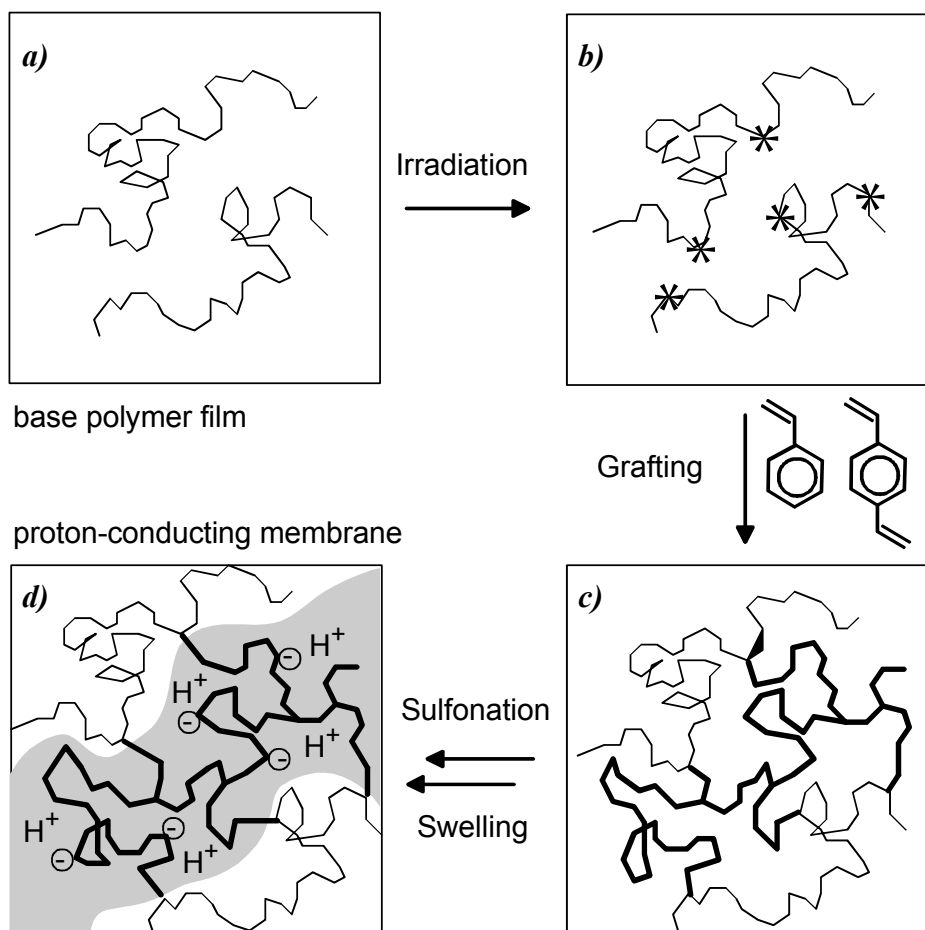 a)
b)
Irradiation
base polymer film
Grafting
proton-conducting membrane
d)
c)
H+
H+
H+
H+
H+
Sulfonation
Swelling